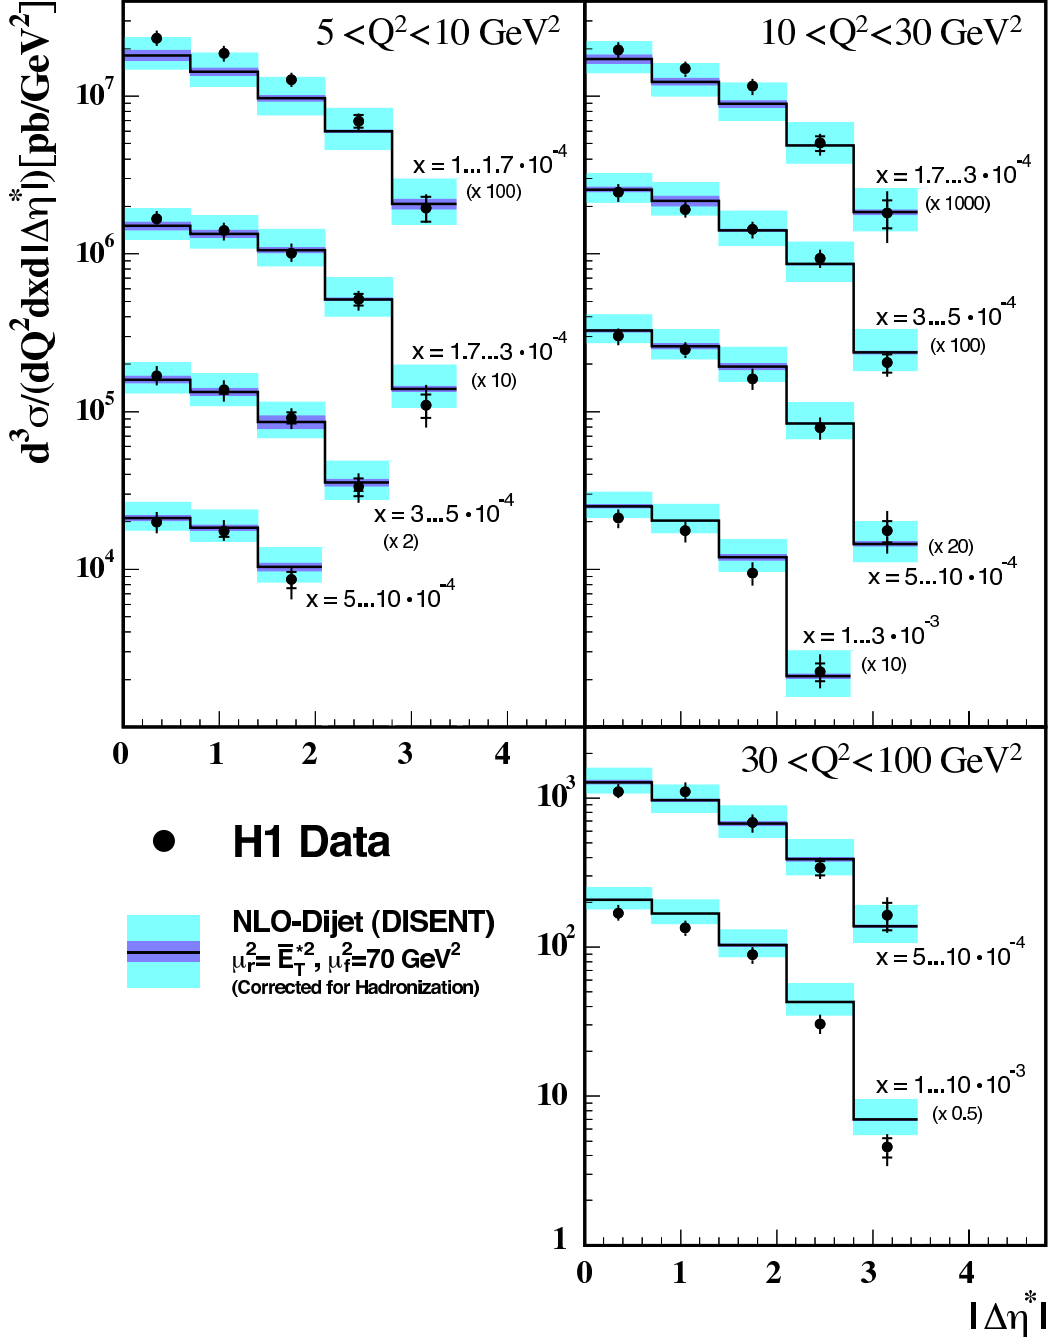 d³σ/(dQ²dxd|Δη*|)[pb/GeV²]
5 <Q²<10 GeV²
10⁷
10⁶
10⁵
10⁴
x = 1...1.7·10⁻⁴
(x 100)
x = 1.7...3·10⁻⁴
(x 10)
x = 3...5·10⁻⁴
(x 2)
x = 5...10·10⁻⁴
0 1 2 3 4
10 <Q²<30 GeV²
x = 1.7...3·10⁻⁴
(x 1000)
x = 3...5·10⁻⁴
(x 100)
(x 20)
x = 5...10·10⁻⁴
x = 1...3·10⁻³
(x 10)
H1 Data
NLO-Dijet (DISENT)
μᵣ²= E̅_T*², μ_f²=70 GeV²
(Corrected for Hadronization)
30 <Q²<100 GeV²
10³
10²
10
1
x = 5...10·10⁻⁴
x = 1...10·10⁻³
(x 0.5)
0 1 2 3 4
|Δη*|